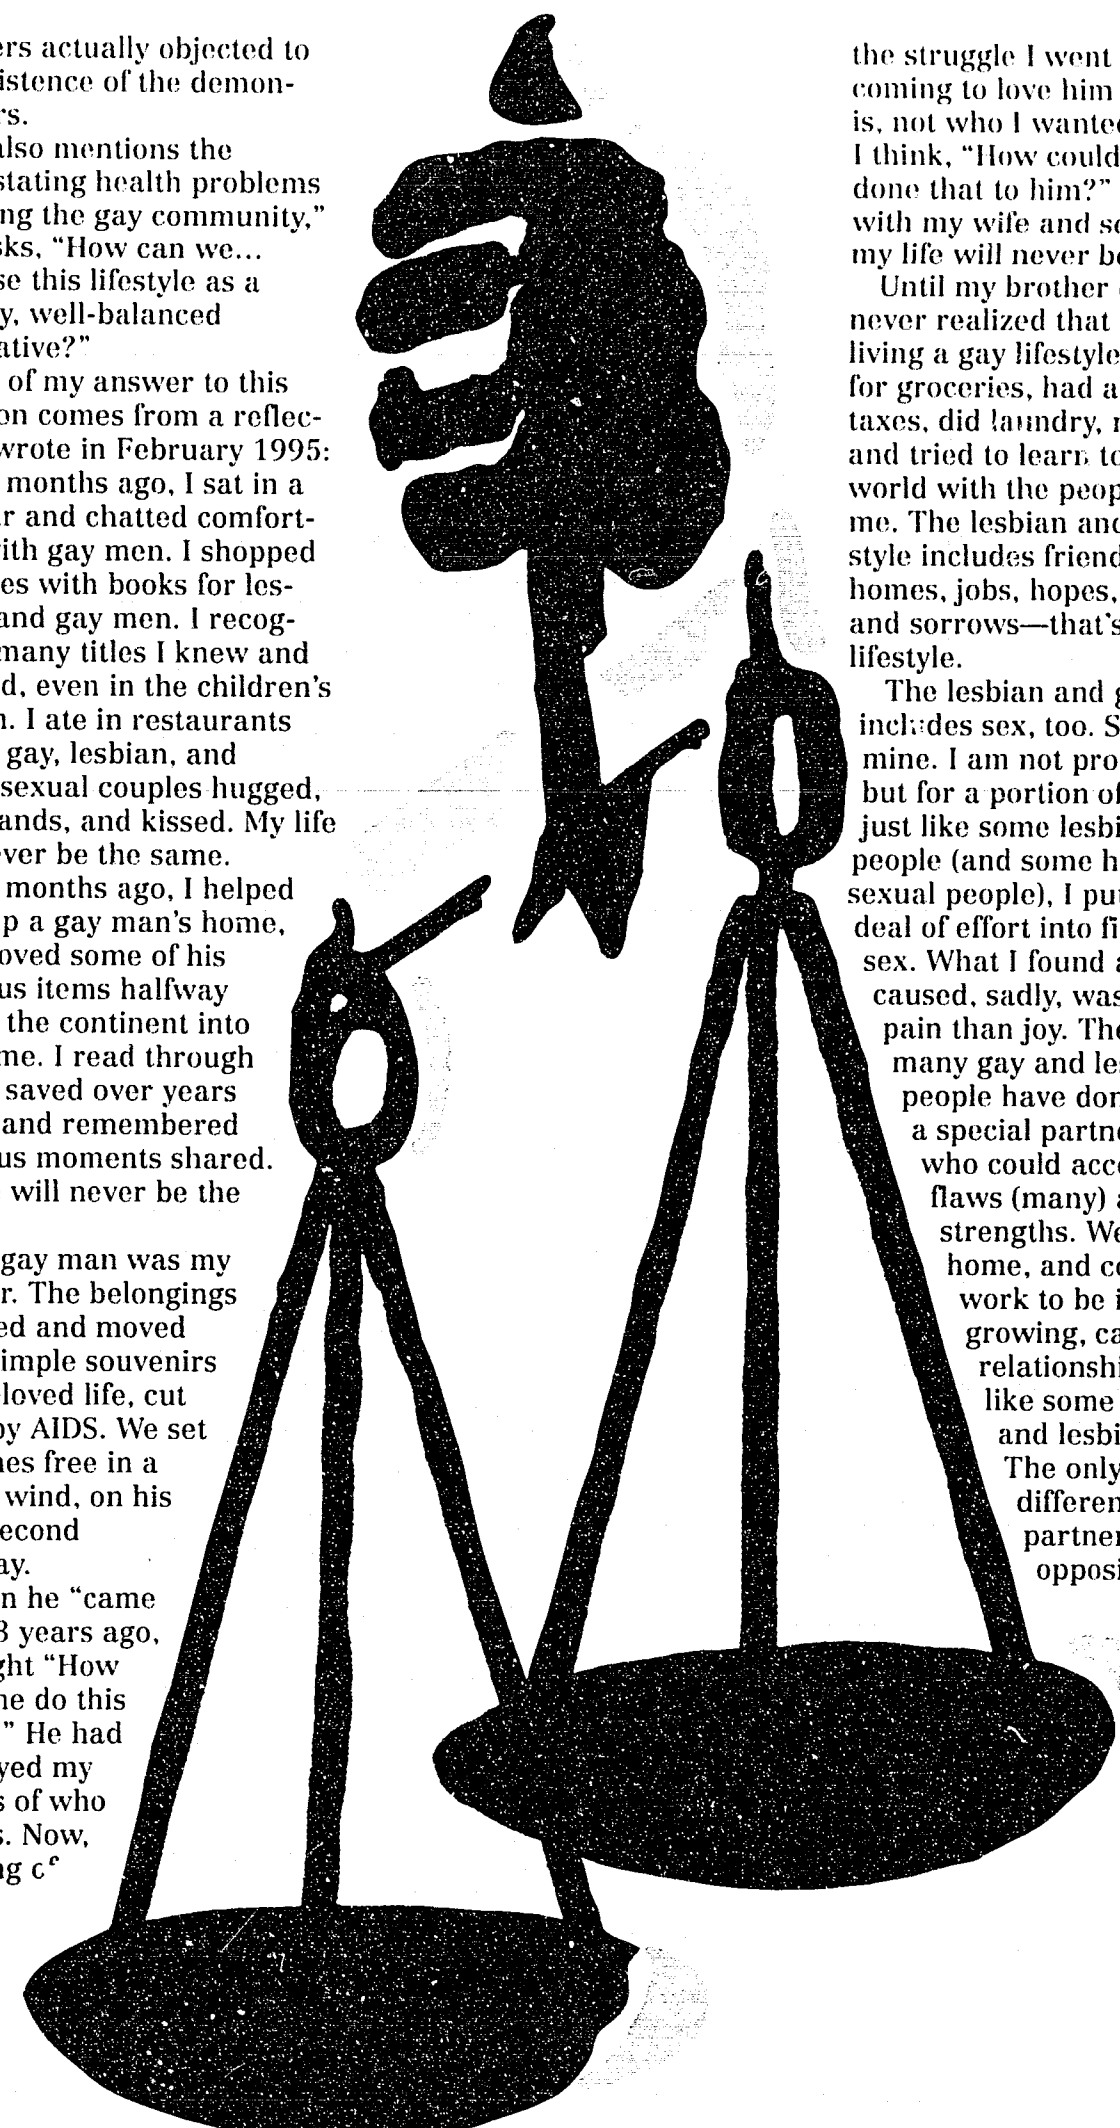 ers actually objected to
istence of the demon-
rs.
also mentions the
stating health problems
ng the gay community,"
sks, "How can we...
se this lifestyle as a
y, well-balanced
ative?"
of my answer to this
on comes from a reflec-
wrote in February 1995:
months ago, I sat in a
r and chatted comfort-
ith gay men. I shopped
es with books for les-
and gay men. I recog-
many titles I knew and
d, even in the children's
n. I ate in restaurants
gay, lesbian, and
sexual couples hugged,
ands, and kissed. My life
ver be the same.
months ago, I helped
p a gay man's home,
oved some of his
us items halfway
the continent into
me. I read through
saved over years
and remembered
us moments shared.
will never be the
gay man was my
r. The belongings
ed and moved
imple souvenirs
loved life, cut
by AIDS. We set
hes free in a
wind, on his
econd
ay.
n he "came
3 years ago,
ght "How
he do this
" He had
yed my
s of who
s. Now,
ng of
the struggle I went
coming to love him
is, not who I wanted
I think, "How could
done that to him?"
with my wife and so
my life will never be
Until my brother
never realized that
living a gay lifestyle
for groceries, had a
taxes, did laundry,
and tried to learn to
world with the peop
me. The lesbian and
style includes friend
homes, jobs, hopes,
and sorrows—that's
lifestyle.
The lesbian and g
includes sex, too. S
mine. I am not pro
but for a portion of
just like some lesbi
people (and some h
sexual people), I put
deal of effort into fi
sex. What I found a
caused, sadly, was
pain than joy. The
many gay and les
people have don
a special partne
who could acce
flaws (many) a
strengths. We
home, and co
work to be i
growing, ca
relationshi
like some
and lesbi
The only
differen
partner
opposi